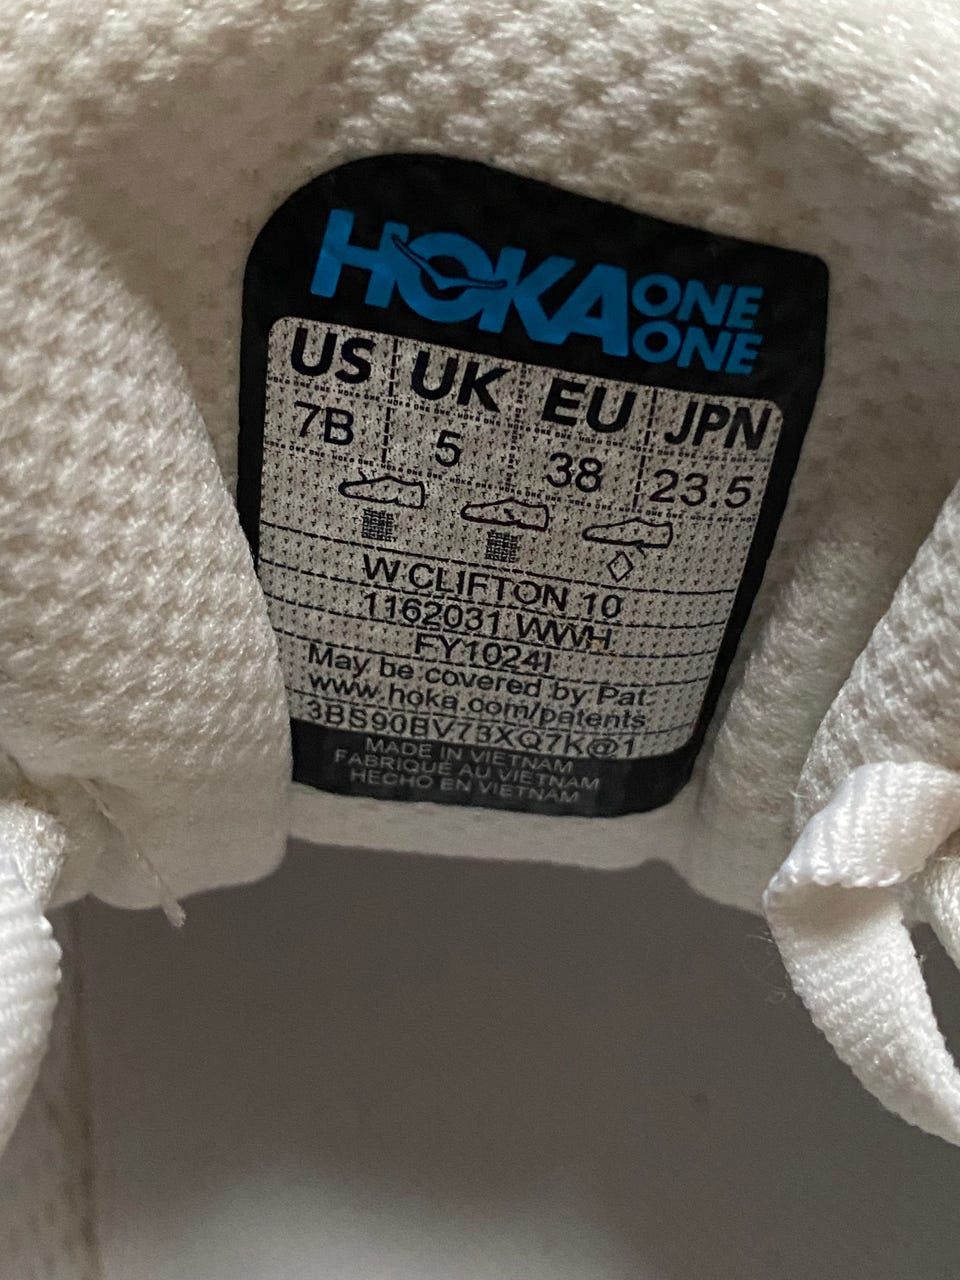 HOKA ONE ONE
US UK EU JPN
7B 5 38 23.5
W CLIFTON 10
1162031 WWH
FY1024I
May be covered by Pat.
www.hoka.com/patents
3BS90BV73XQ7K@1
MADE IN VIETNAM
FABRIQUÉ AU VIETNAM
HECHO EN VIETNAM